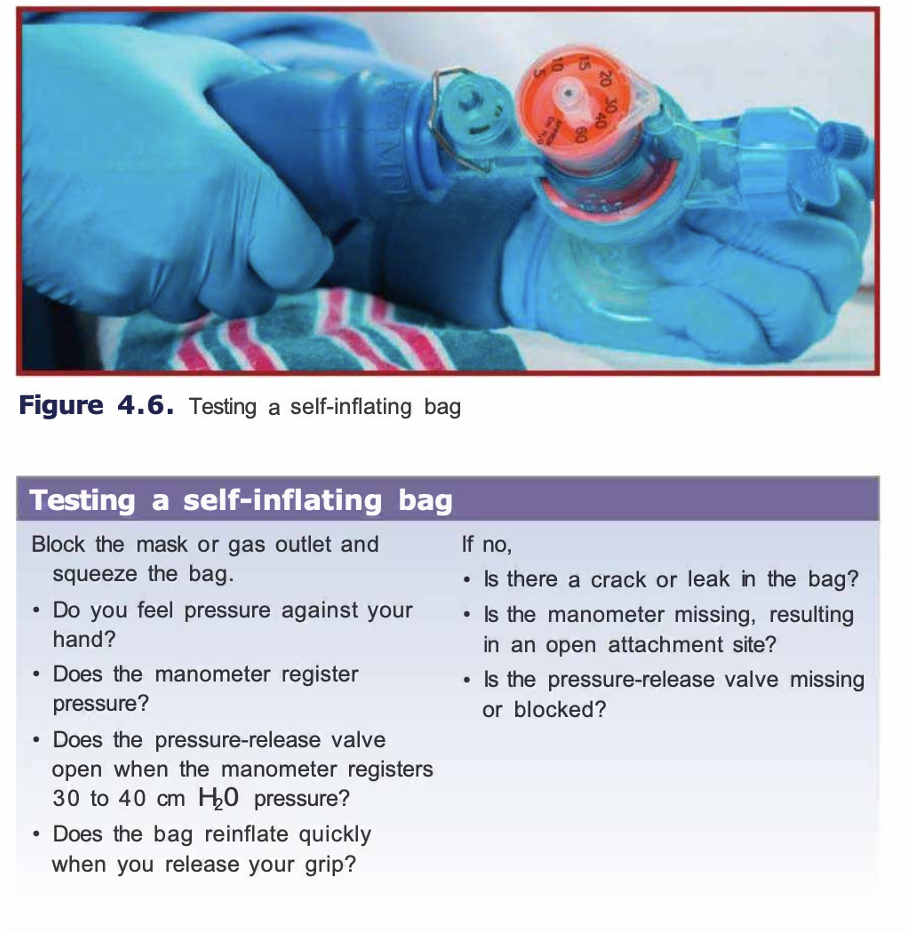 5 10 15 20 30 40 60
Figure 4.6. Testing a self-inflating bag
Testing a self-inflating bag
Block the mask or gas outlet and
squeeze the bag.
• Do you feel pressure against your
hand?
• Does the manometer register
pressure?
• Does the pressure-release valve
open when the manometer registers
30 to 40 cm H₂0 pressure?
• Does the bag reinflate quickly
when you release your grip?
If no,
• Is there a crack or leak in the bag?
• Is the manometer missing, resulting
in an open attachment site?
• Is the pressure-release valve missing
or blocked?